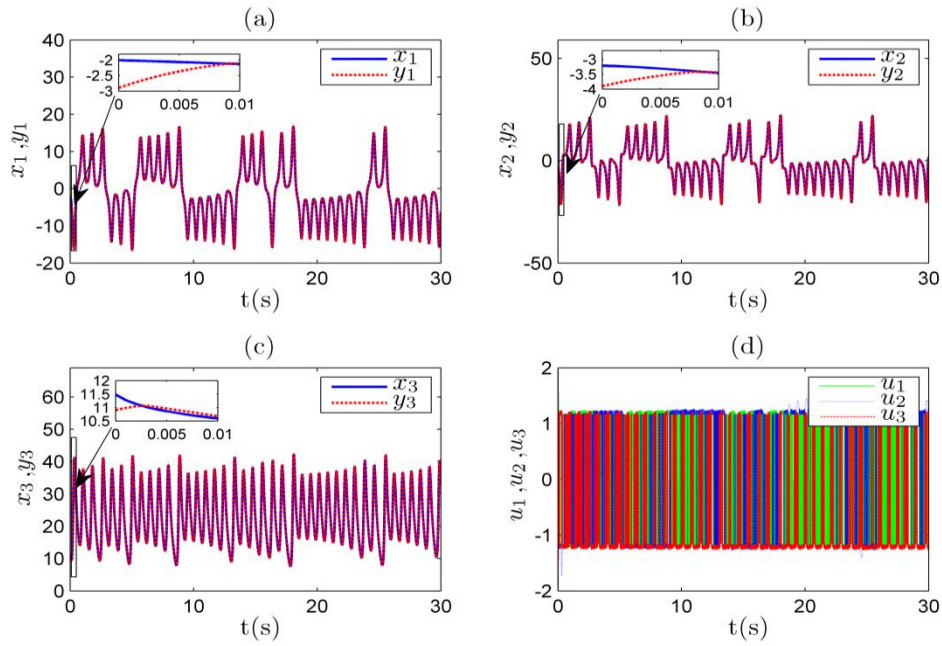 (a)
40
30
20
10
0
-10
-20
x₁,y₁
0 10 20 30
t(s)
x₁
y₁
-2
-2.5
-3
0 0.005 0.01
(b)
50
0
-50
x₂,y₂
0 10 20 30
t(s)
x₂
y₂
-3
-3.5
-4
0 0.005 0.01
(c)
60
50
40
30
20
10
0
x₃,y₃
0 10 20 30
t(s)
x₃
y₃
12
11.5
11
10.5
0 0.005 0.01
(d)
2
1
0
-1
-2
u₁,u₂,u₃
0 10 20 30
t(s)
u₁
u₂
u₃